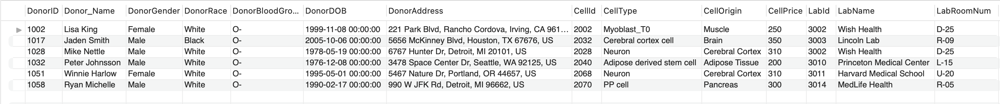 DonorID Donor_Name DonorGender DonorRace DonorBloodGro... DonorDOB DonorAddress CellId CellType CellOrigin CellPrice LabId LabName LabRoomNum
1002 Lisa King Female White O- 1999-11-08 00:00:00 221 Park Blvd, Rancho Cordova, Irving, CA 961... 2002 Myoblast_T0 Muscle 250 3002 Wish Health D-25
1017 Jaden Smith Male Black O- 2005-10-06 00:00:00 5656 McKinney Blvd, Houston, TX 67676, US 2032 Cerebral cortex cell Brain 350 3003 Lincoln Lab R-09
1028 Mike Nettle Male White O- 1978-05-19 00:00:00 6767 Hunter Dr, Detroit, MI 20101, US 2028 Neuron Cerebral Cortex 310 3002 Wish Health D-25
1032 Peter Johnsson Male White O- 1976-12-08 00:00:00 3478 Space Center Dr, Seattle, WA 92125, US 2040 Adipose derived stem cell Adipose Tissue 200 3010 Princeton Medical Center L-15
1051 Winnie Harlow Female White O- 1995-05-01 00:00:00 5467 Nature Dr, Portland, OR 44657, US 2068 Neuron Cerebral Cortex 310 3011 Harvard Medical School U-20
1058 Ryan Michelle Male White O- 1990-02-17 00:00:00 990 W JFK Rd, Detroit, MI 96662, US 2070 PP cell Pancreas 300 3014 MedLife Health R-05